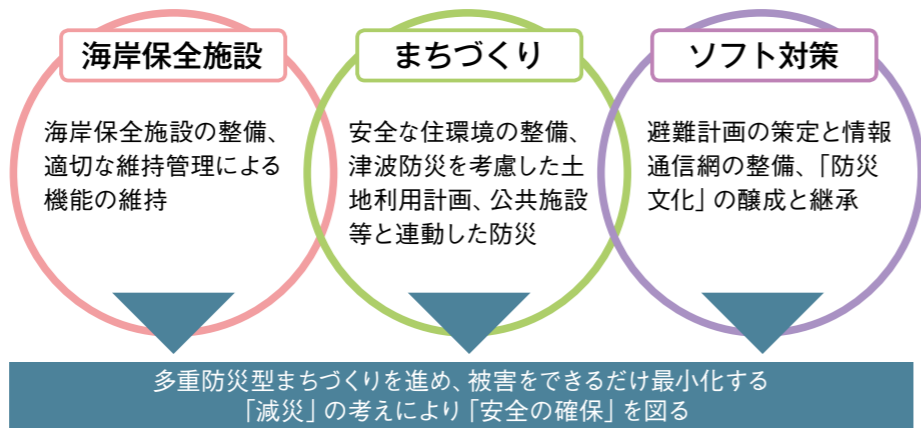 海岸保全施設
海岸保全施設の整備、
適切な維持管理による
機能の維持
まちづくり
安全な住環境の整備、
津波防災を考慮した土
地利用計画、公共施設
等と連動した防災
ソフト対策
避難計画の策定と情報
通信網の整備、「防災
文化」の醸成と継承
多重防災型まちづくりを進め、被害をできるだけ最小化する
「減災」の考えにより「安全の確保」を図る